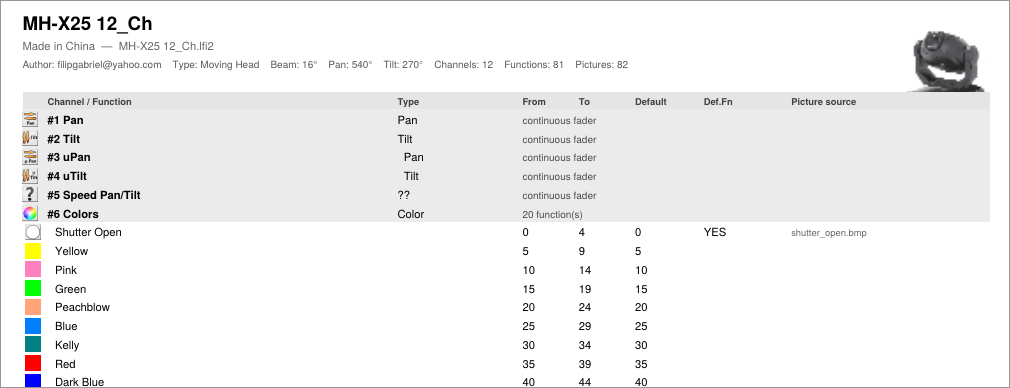 MH-X25 12_Ch
Made in China — MH-X25 12_Ch.lfi2
Author: filipgabriel@yahoo.com Type: Moving Head Beam: 16° Pan: 540° Tilt: 270° Channels: 12 Functions: 81 Pictures: 82
Channel / Function Type From To Default Def.Fn Picture source
#1 Pan Pan continuous fader
#2 Tilt Tilt continuous fader
#3 uPan Pan continuous fader
#4 uTilt Tilt continuous fader
#5 Speed Pan/Tilt ?? continuous fader
#6 Colors Color 20 function(s)
Shutter Open 0 4 0 YES shutter_open.bmp
Yellow 5 9 5
Pink 10 14 10
Green 15 19 15
Peachblow 20 24 20
Blue 25 29 25
Kelly 30 34 30
Red 35 39 35
Dark Blue 40 44 40